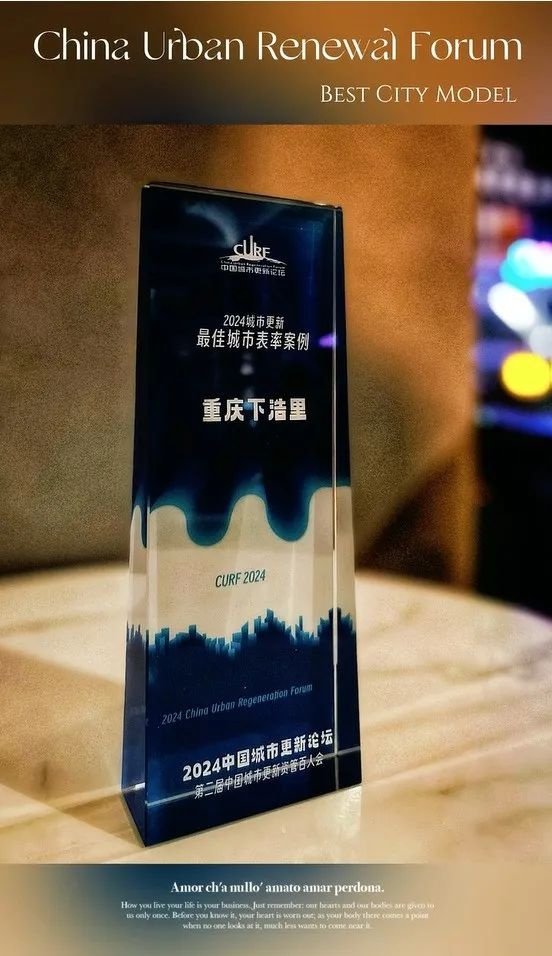 China Urban Renewal Forum
BEST CITY MODEL
CURF
China Urban Regeneration Forum
中国城市更新论坛
2024城市更新
最佳城市表率案例
重庆下浩里
CURF 2024
2024 China Urban Regeneration Forum
2024中国城市更新论坛
第二届中国城市更新资管百人会
Amor ch'a nullo' amato amar perdona.
How you live your life is your business. Just remember: our hearts and our bodies are given to
us only once. Before you know it, your heart is worn out; as your body there comes a point
when no one looks at it, much less wants to come near it.